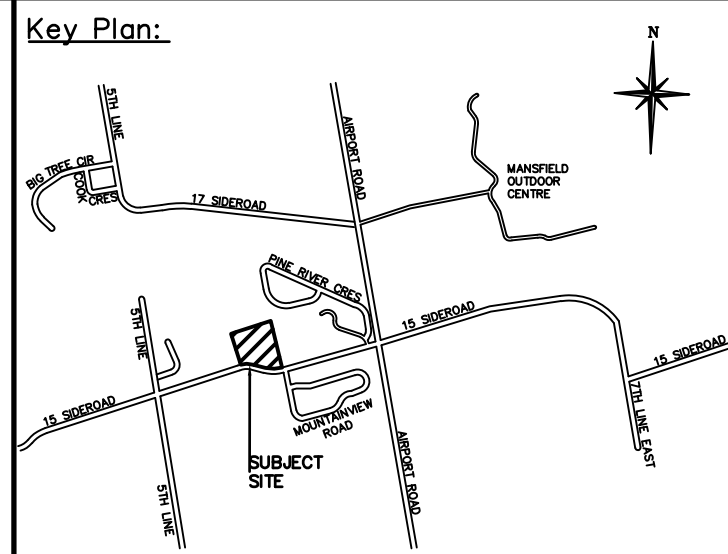 Key Plan:
N
5TH LINE
AIRPORT ROAD
BIG TREE CIR
COOK
CRES
17 SIDEROAD
MANSFIELD
OUTDOOR
CENTRE
PINE RIVER CRES
5TH LINE
15 SIDEROAD
15 SIDEROAD
15 SIDEROAD
7TH LINE EAST
MOUNTAINVIEW
ROAD
AIRPORT ROAD
SUBJECT
SITE
5TH LINE